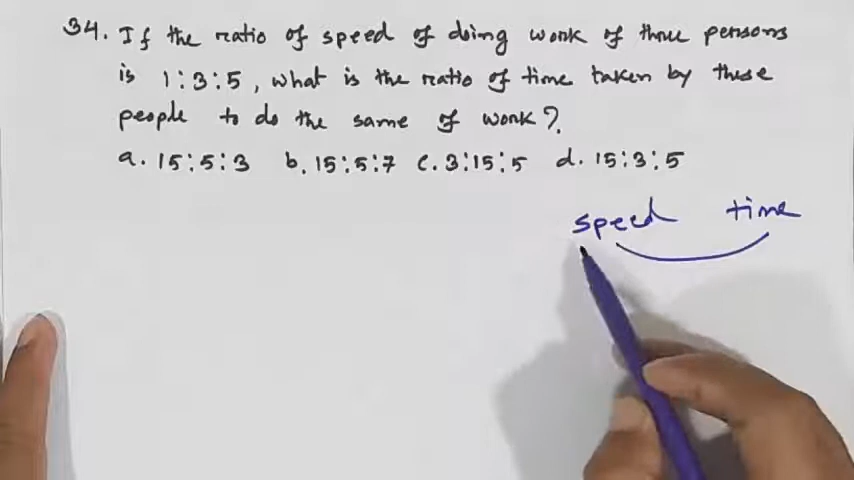 34. If the ratio of speed of doing work of three persons
is 1:3:5, what is the ratio of time taken by these
people to do the same of work?
a. 15:5:3 b. 15:5:7 c. 3:15:5 d. 15:3:5
speed time